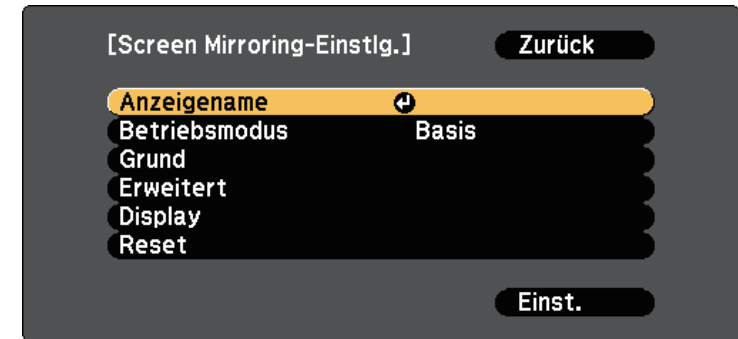 [Screen Mirroring-Einstlg.] Zurück
Anzeigename
Betriebsmodus Basis
Grund
Erweitert
Display
Reset
Einst.